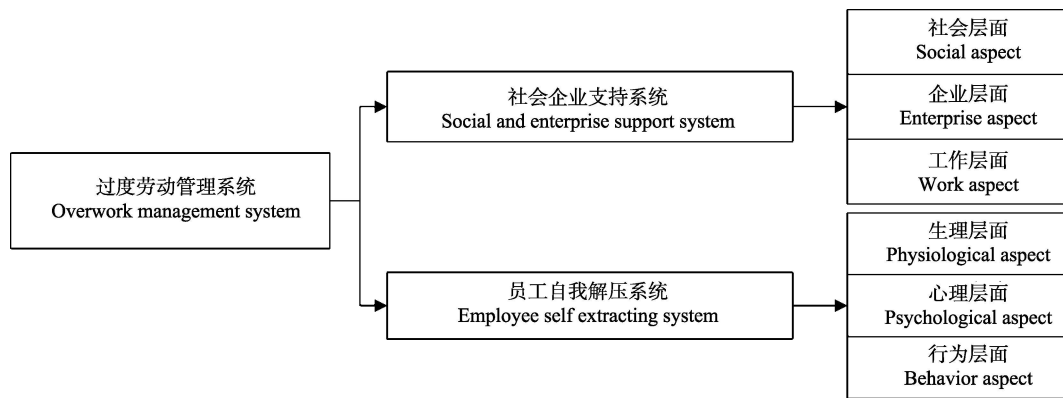 过度劳动管理系统
Overwork management system
社会企业支持系统
Social and enterprise support system
社会层面
Social aspect
企业层面
Enterprise aspect
工作层面
Work aspect
员工自我解压系统
Employee self extracting system
生理层面
Physiological aspect
心理层面
Psychological aspect
行为层面
Behavior aspect